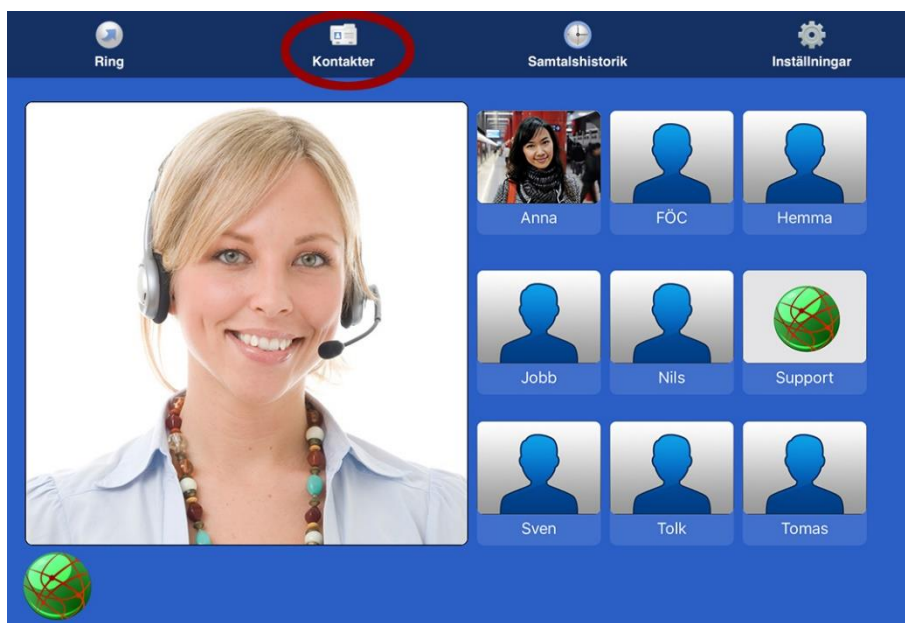 Ring
Kontakter
Samtalshistorik
Inställningar
Anna
FÖC
Hemma
Jobb
Nils
Support
Sven
Tolk
Tomas